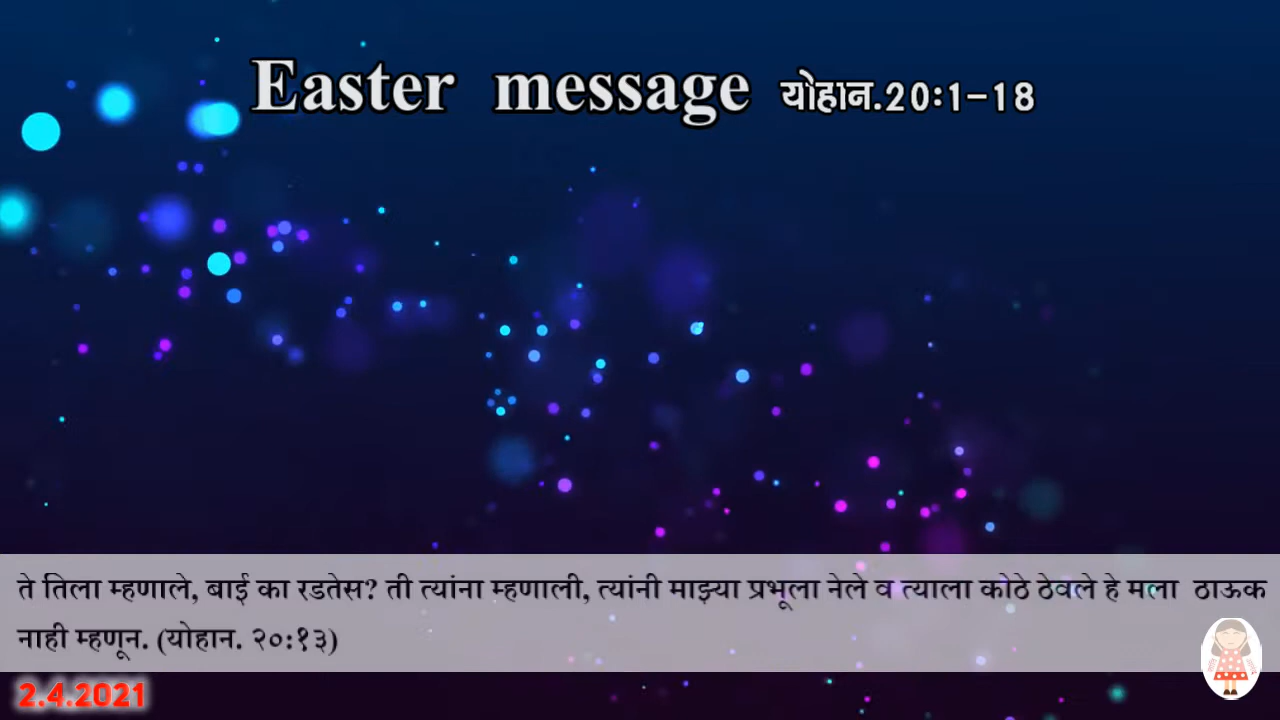 Easter message योहान.20:1-18
ते तिला म्हणाले, बाई का रडतेस? ती त्यांना म्हणाली, त्यांनी माझ्या प्रभूला नेले व त्याला कोठे ठेवले हे मला ठाऊक
नाही म्हणून. (योहान. २०:१३)
2.4.2021